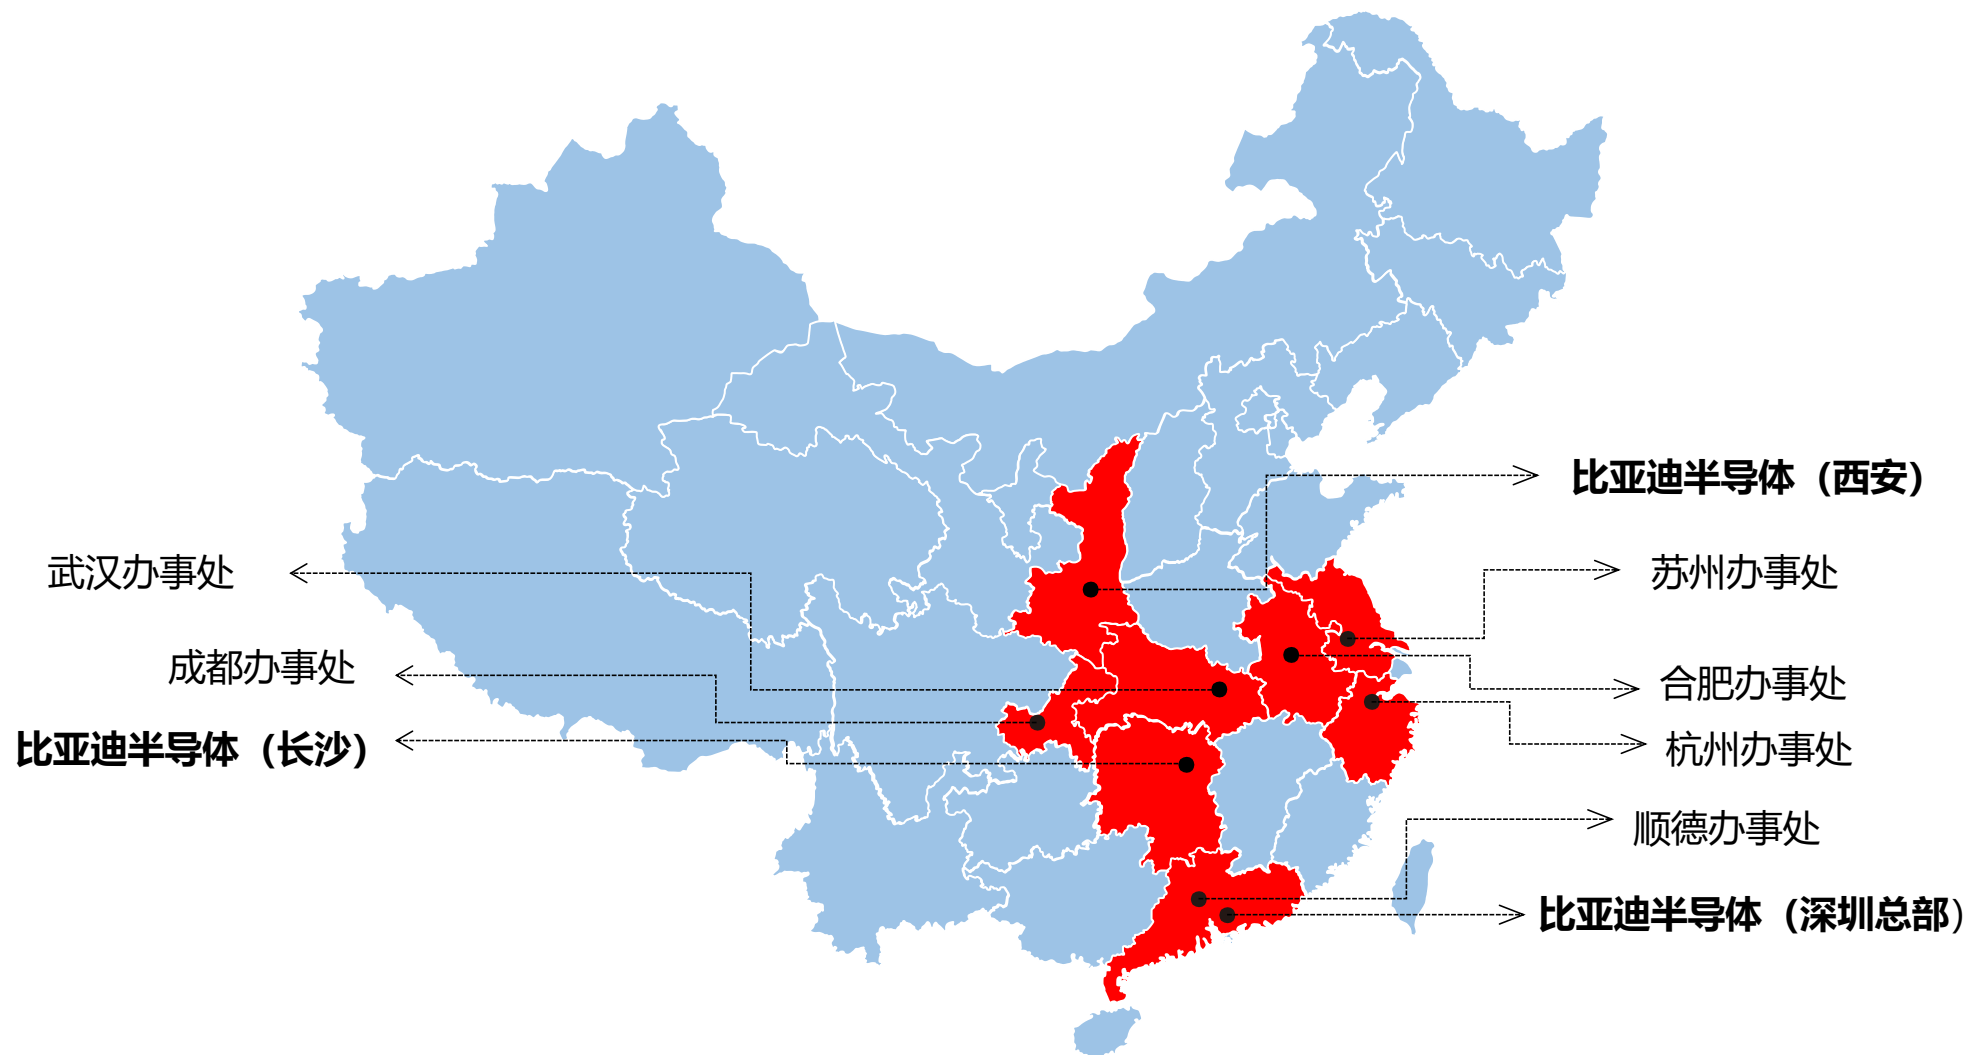 比亚迪半导体（西安）
武汉办事处
苏州办事处
成都办事处
合肥办事处
比亚迪半导体（长沙）
杭州办事处
顺德办事处
比亚迪半导体（深圳总部）